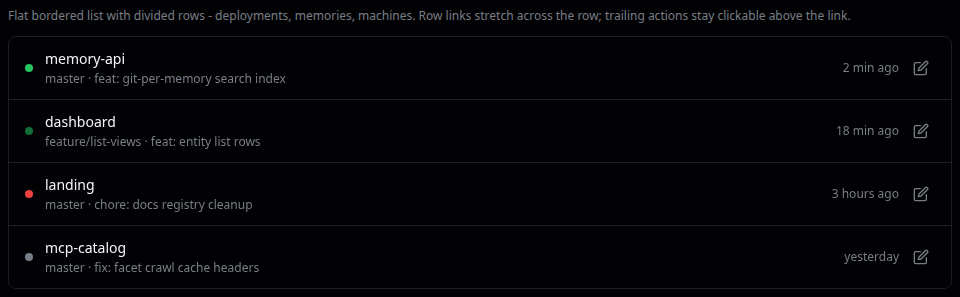 Flat bordered list with divided rows - deployments, memories, machines. Row links stretch across the row; trailing actions stay clickable above the link.
memory-api
master · feat: git-per-memory search index
2 min ago
dashboard
feature/list-views · feat: entity list rows
18 min ago
landing
master · chore: docs registry cleanup
3 hours ago
mcp-catalog
master · fix: facet crawl cache headers
yesterday